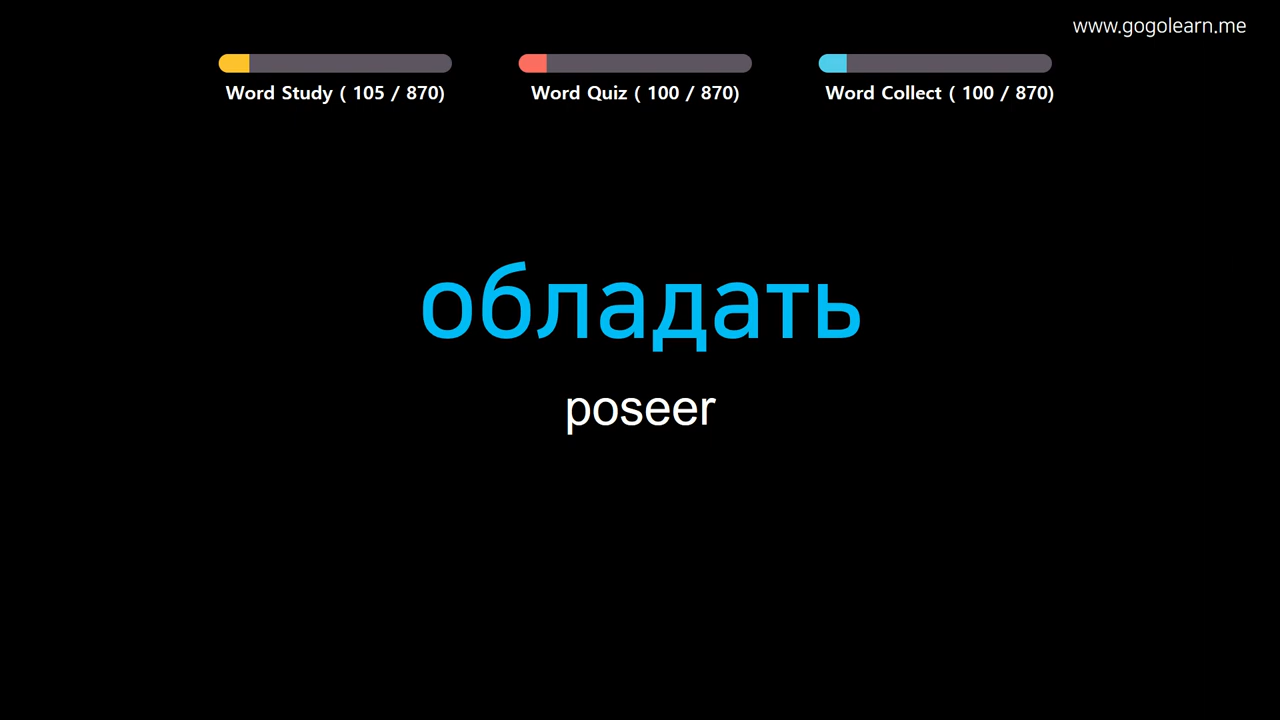 www.gogolearn.me
Word Study ( 105 / 870)
Word Quiz ( 100 / 870)
Word Collect ( 100 / 870)
обладать
poseer